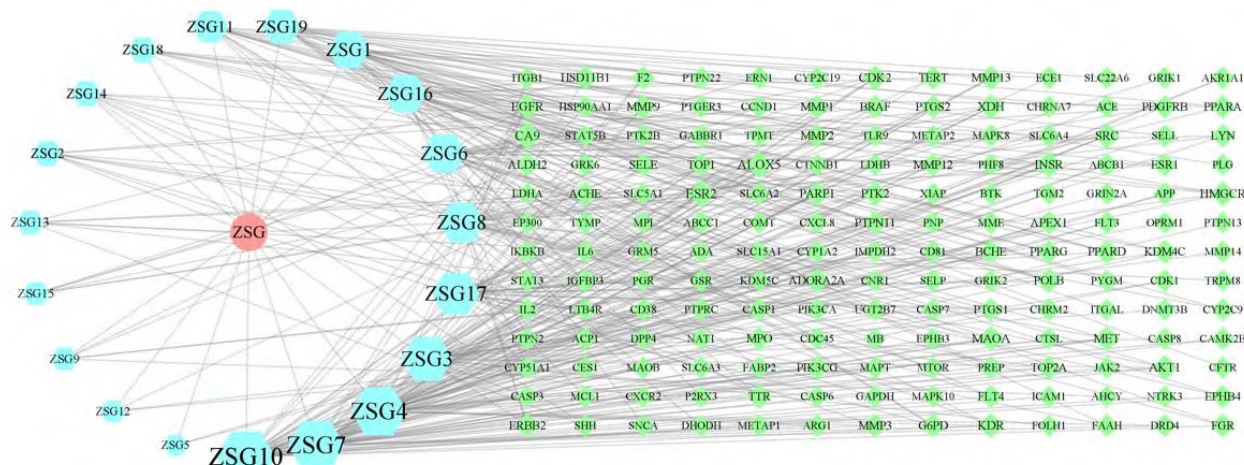 ZSG11
ZSG19
ZSG18
ZSG1
ZSG14
ZSG16
ZSG2
ZSG6
ZSG13
ZSG
ZSG8
ZSG15
ZSG17
ZSG9
ZSG3
ZSG12
ZSG4
ZSG5
ZSG10
ZSG7
ITGB1 HSD11B1 F2 PTPN22 ERN1 CYP2C19 CDK2 TERT MMP13 ECE1 SLC22A6 GRIK1 AKR1A1
EGFR HSP90AA1 MMP9 PTGER3 CCND1 MMP1 BRAF PTGS2 XDH CHRNA7 ACE PDGFRB PPARA
CA9 STAT5B PTK2B GABBR1 TPMT MMP2 TLR9 METAP2 MAPK8 SLC6A4 SRC SELL LYN
ALDH2 GRK6 SELE TOP1 ALOX5 CTNNB1 LDHB MMP12 PHF8 INSR ABCB1 ESR1 PLG
LDHA ACHE SLC5A1 ESR2 SLC6A2 PARP1 PTK2 XIAP BTK TGM2 GRIN2A APP HMGCR
EP300 TYMP MPI ABCC1 COMT CXCL8 PTPN11 PNP MME APEX1 FLT3 OPRM1 PTPN13
IKBKB IL6 GRM5 ADA SLC15A1 CYP1A2 IMPDH2 CD81 BCHE PPARG PPARD KDM4C MMP14
STAT3 IGFBP3 PGR GSR KDM5C ADORA2A CNR1 SELP GRIK2 POLB PYGM CDK1 TRPM8
IL2 LTB4R CD38 PTPRC CASP1 PIK3CA UGT2B7 CASP7 PTGS1 CHRM2 ITGAL DNMT3B CYP2C9
PTPN2 ACP1 DPP4 NAT1 MPO CDC45 MB EPHB3 MAOA CTSL MET CASP8 CAMK2B
CYP51A1 CES1 MAOB SLC6A3 FABP2 PIK3CG MAPT MTOR PREP TOP2A JAK2 AKT1 CFTR
CASP3 MCL1 CXCR2 P2RX3 TTR CASP6 GAPDH MAPK10 FLT4 ICAM1 AHCY NTRK3 EPHB4
ERBB2 SHH SNCA DHODH METAP1 ARG1 MMP3 G6PD KDR FOLH1 FAAH DRD4 FGR